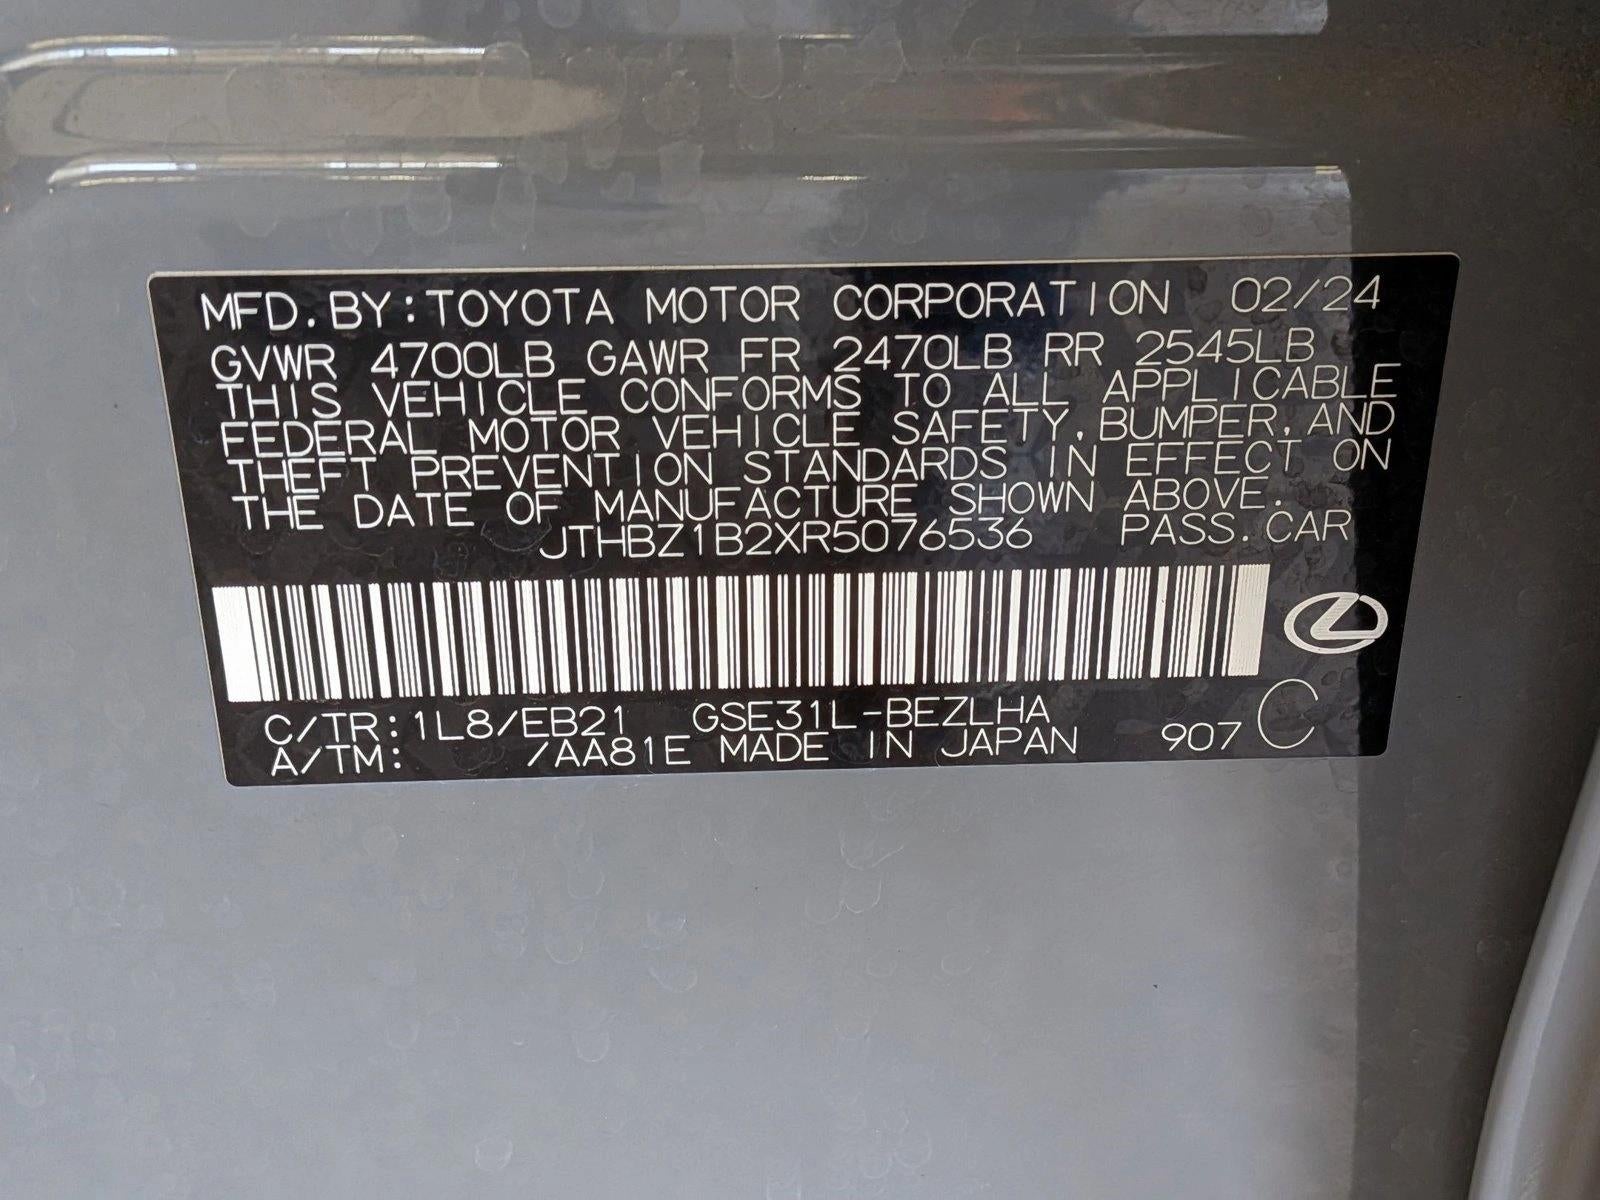 MFD. BY: TOYOTA MOTOR CORPORATION 02/24
GVWR 4700LB GAWR FR 2470LB RR 2545LB
THIS VEHICLE CONFORMS TO ALL APPLICABLE
FEDERAL MOTOR VEHICLE SAFETY, BUMPER, AND
THEFT PREVENTION STANDARDS IN EFFECT ON
THE DATE OF MANUFACTURE SHOWN ABOVE.
JTHBZ1B2XR5076536 PASS. CAR
C/TR: 1L8/EB21 GSE31L-BEZLHA
A/TM: /AA81E MADE IN JAPAN 907 C